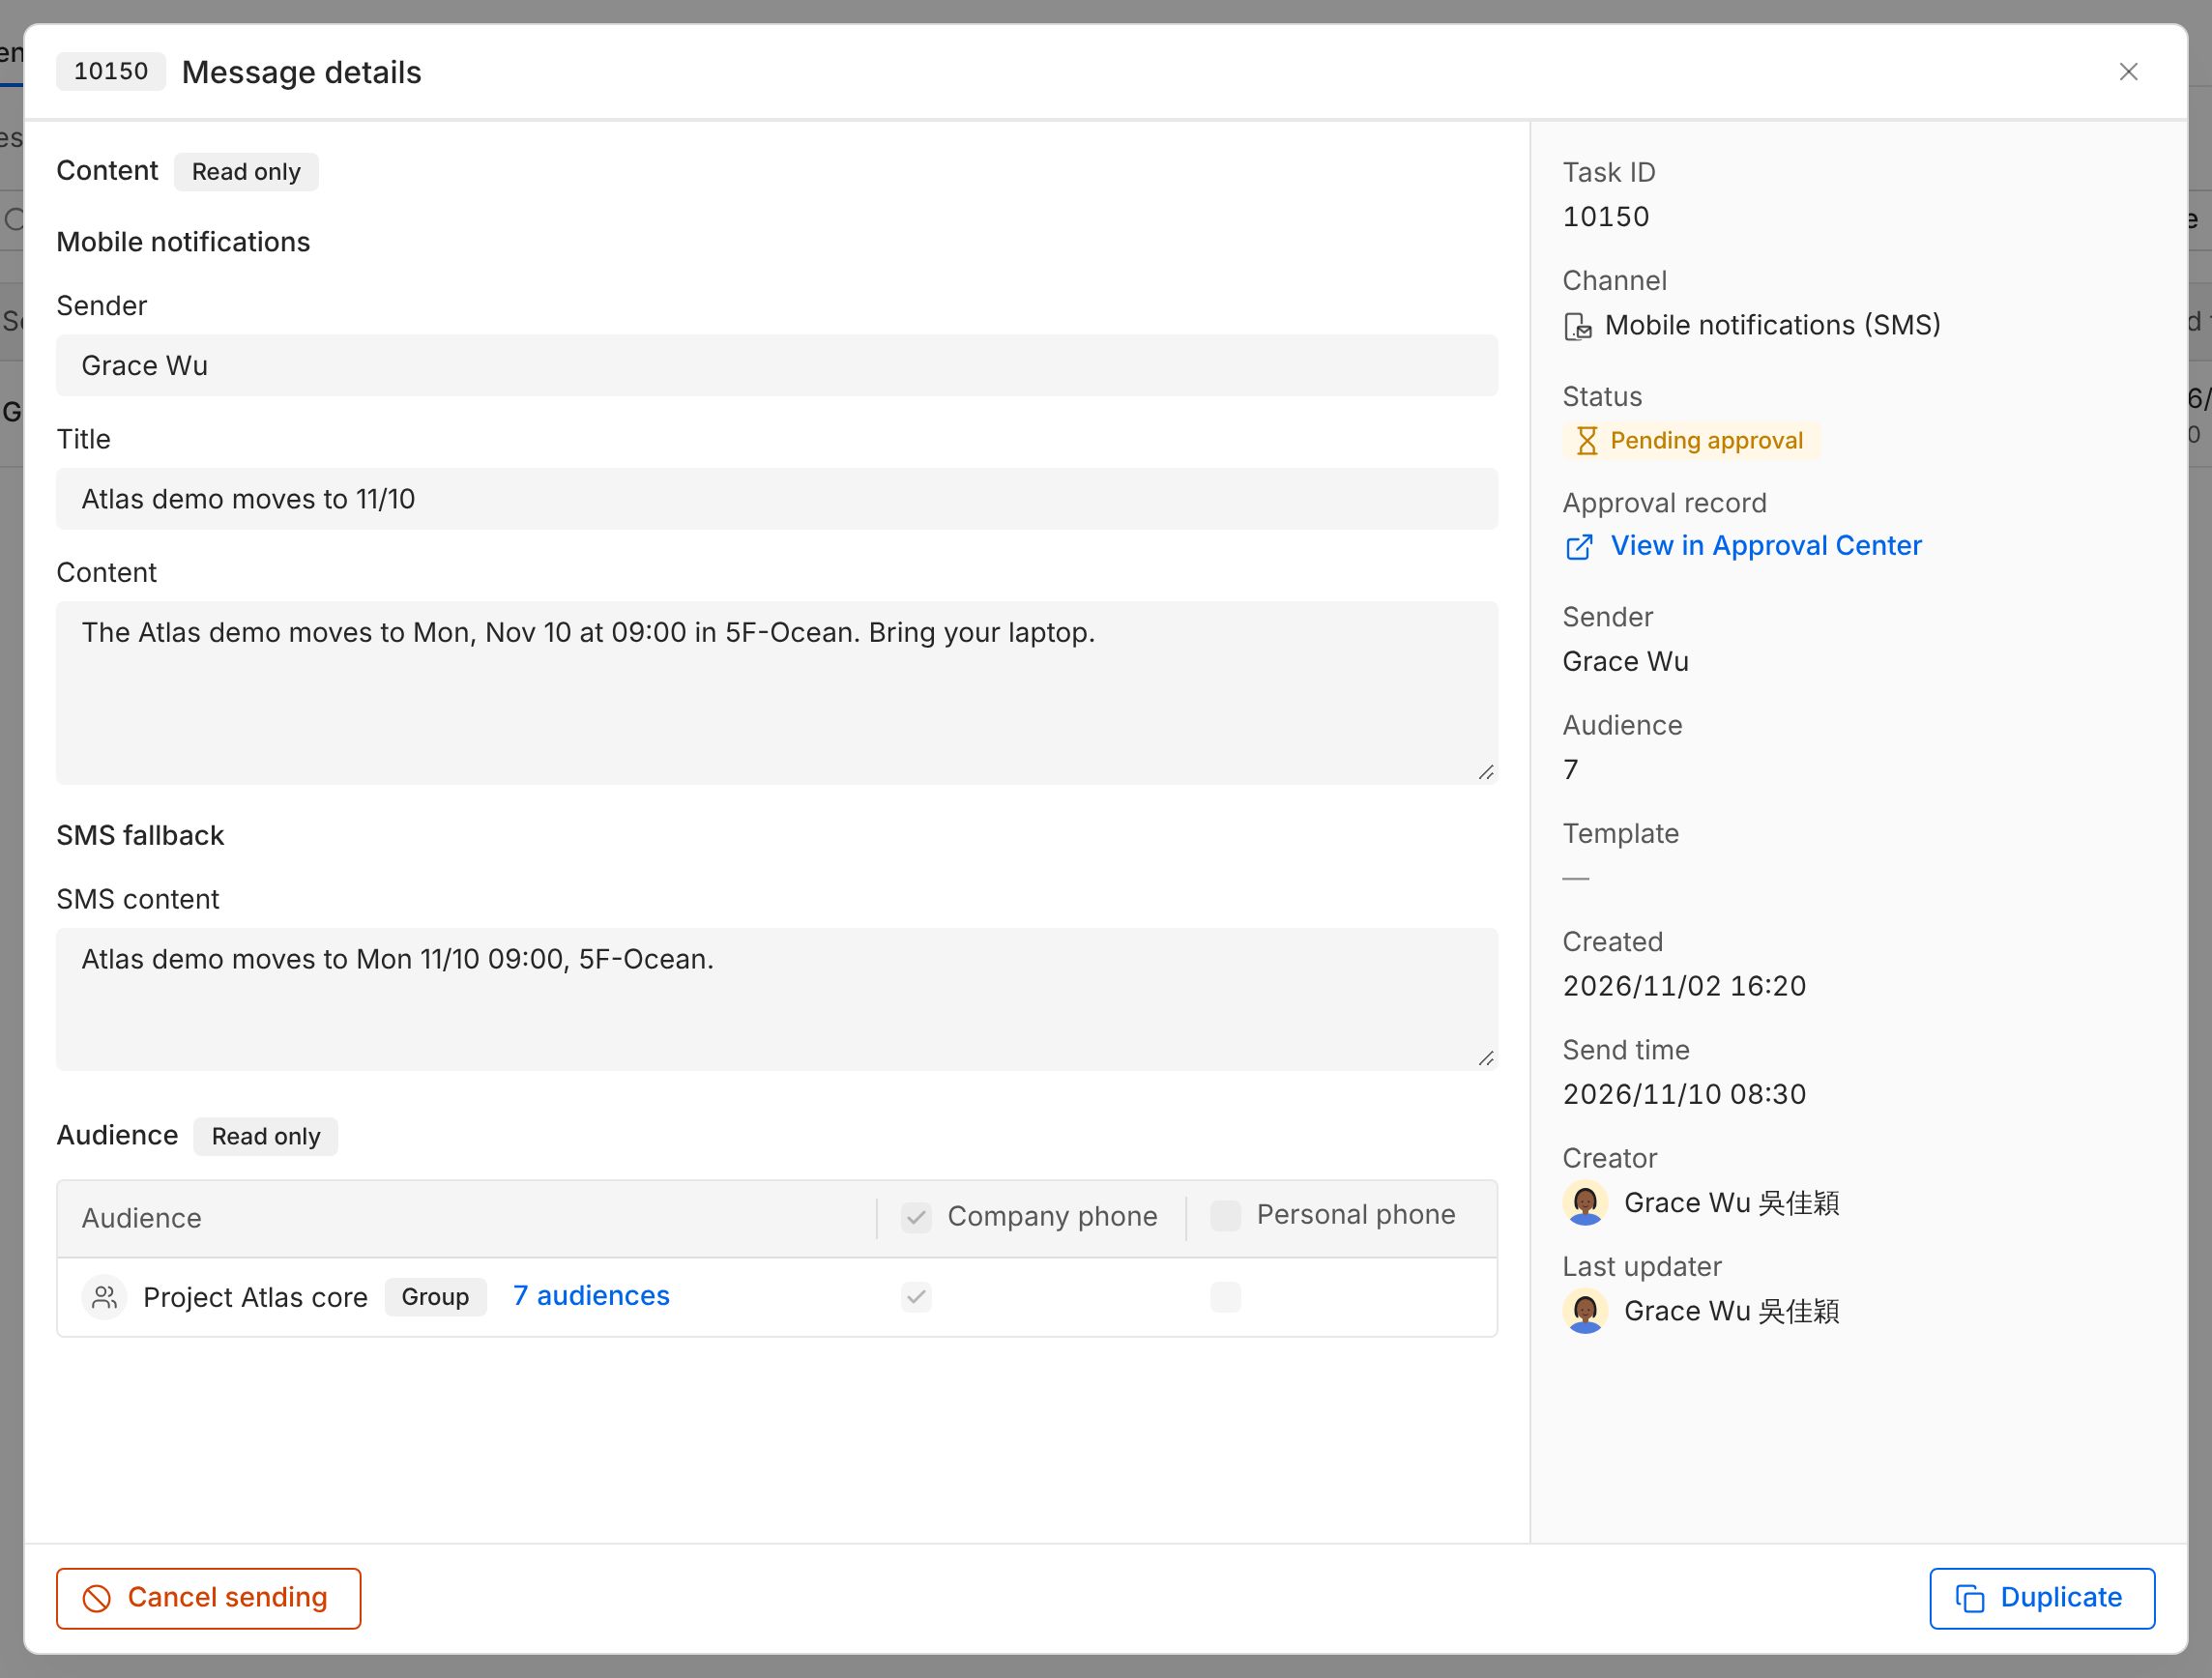 10150 Message details
Content Read only
Mobile notifications
Sender
Grace Wu
Title
Atlas demo moves to 11/10
Content
The Atlas demo moves to Mon, Nov 10 at 09:00 in 5F-Ocean. Bring your laptop.
SMS fallback
SMS content
Atlas demo moves to Mon 11/10 09:00, 5F-Ocean.
Audience Read only
Audience Company phone Personal phone
Project Atlas core Group 7 audiences
Task ID
10150
Channel
Mobile notifications (SMS)
Status
Pending approval
Approval record
View in Approval Center
Sender
Grace Wu
Audience
7
Template
—
Created
2026/11/02 16:20
Send time
2026/11/10 08:30
Creator
Grace Wu 吳佳穎
Last updater
Grace Wu 吳佳穎
Cancel sending
Duplicate